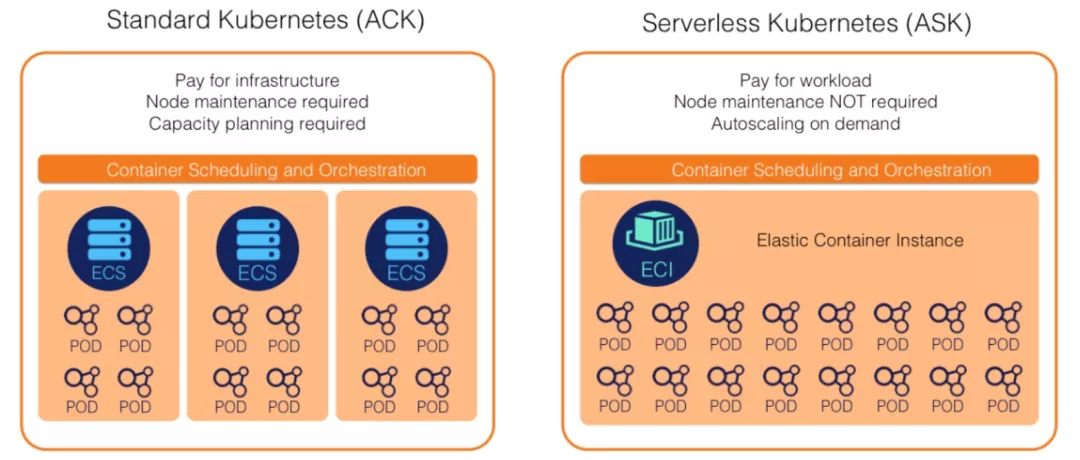 Standard Kubernetes (ACK)
Pay for infrastructure
Node maintenance required
Capacity planning required
Container Scheduling and Orchestration
ECS
POD POD
POD POD
ECS
POD POD
POD POD
ECS
POD POD
POD POD
Serverless Kubernetes (ASK)
Pay for workload
Node maintenance NOT required
Autoscaling on demand
Container Scheduling and Orchestration
ECI
Elastic Container Instance
POD POD POD POD POD POD POD POD
POD POD POD POD POD POD POD POD